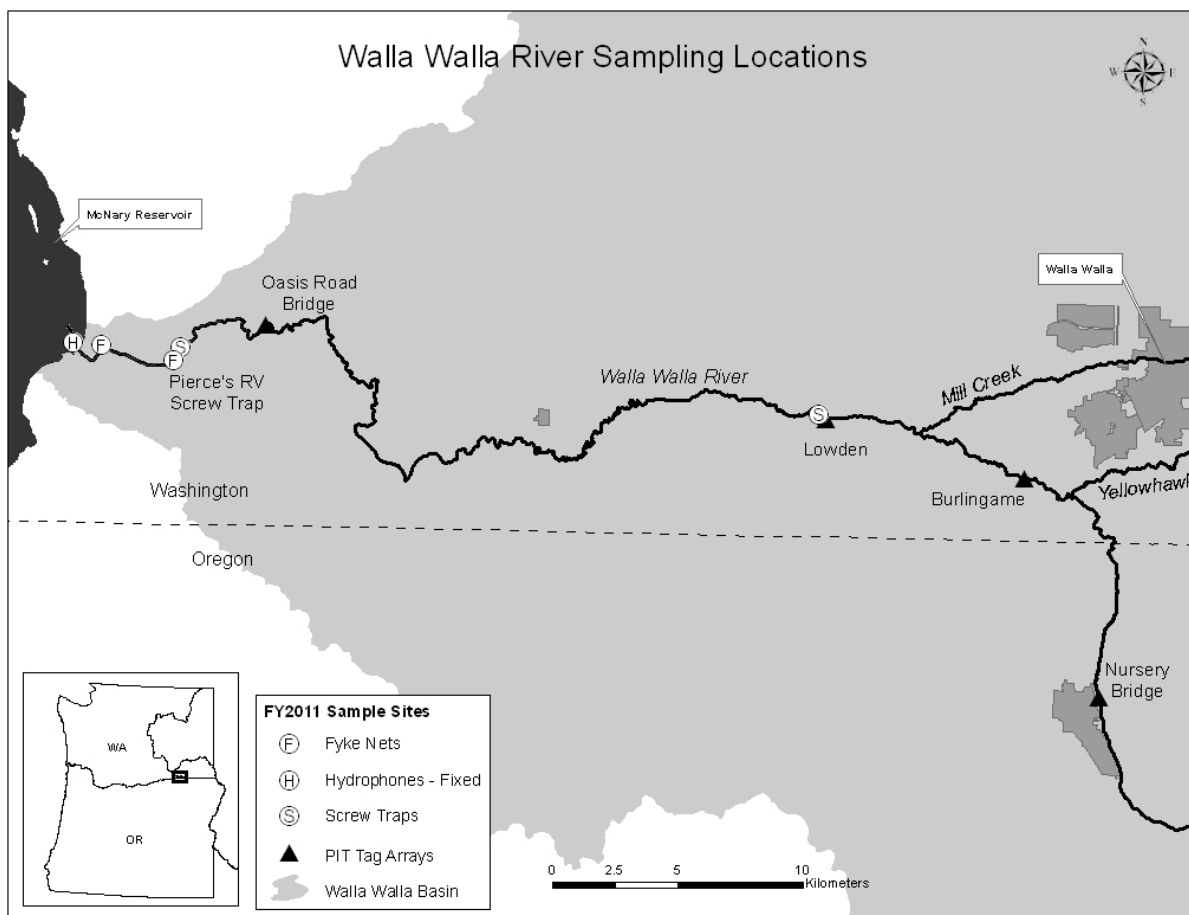 Walla Walla River Sampling Locations
N
W E
S
McNary Reservoir
Walla Walla
Oasis Road
Bridge
H
F
S
F
Pierce's RV
Screw Trap
Walla Walla River
Mill Creek
S
Lowden
Yellowhawk
Burlingame
Washington
Oregon
Nursery
Bridge
WA
OR
FY2011 Sample Sites
F Fyke Nets
H Hydrophones - Fixed
S Screw Traps
PIT Tag Arrays
Walla Walla Basin
0 2.5 5 10
Kilometers